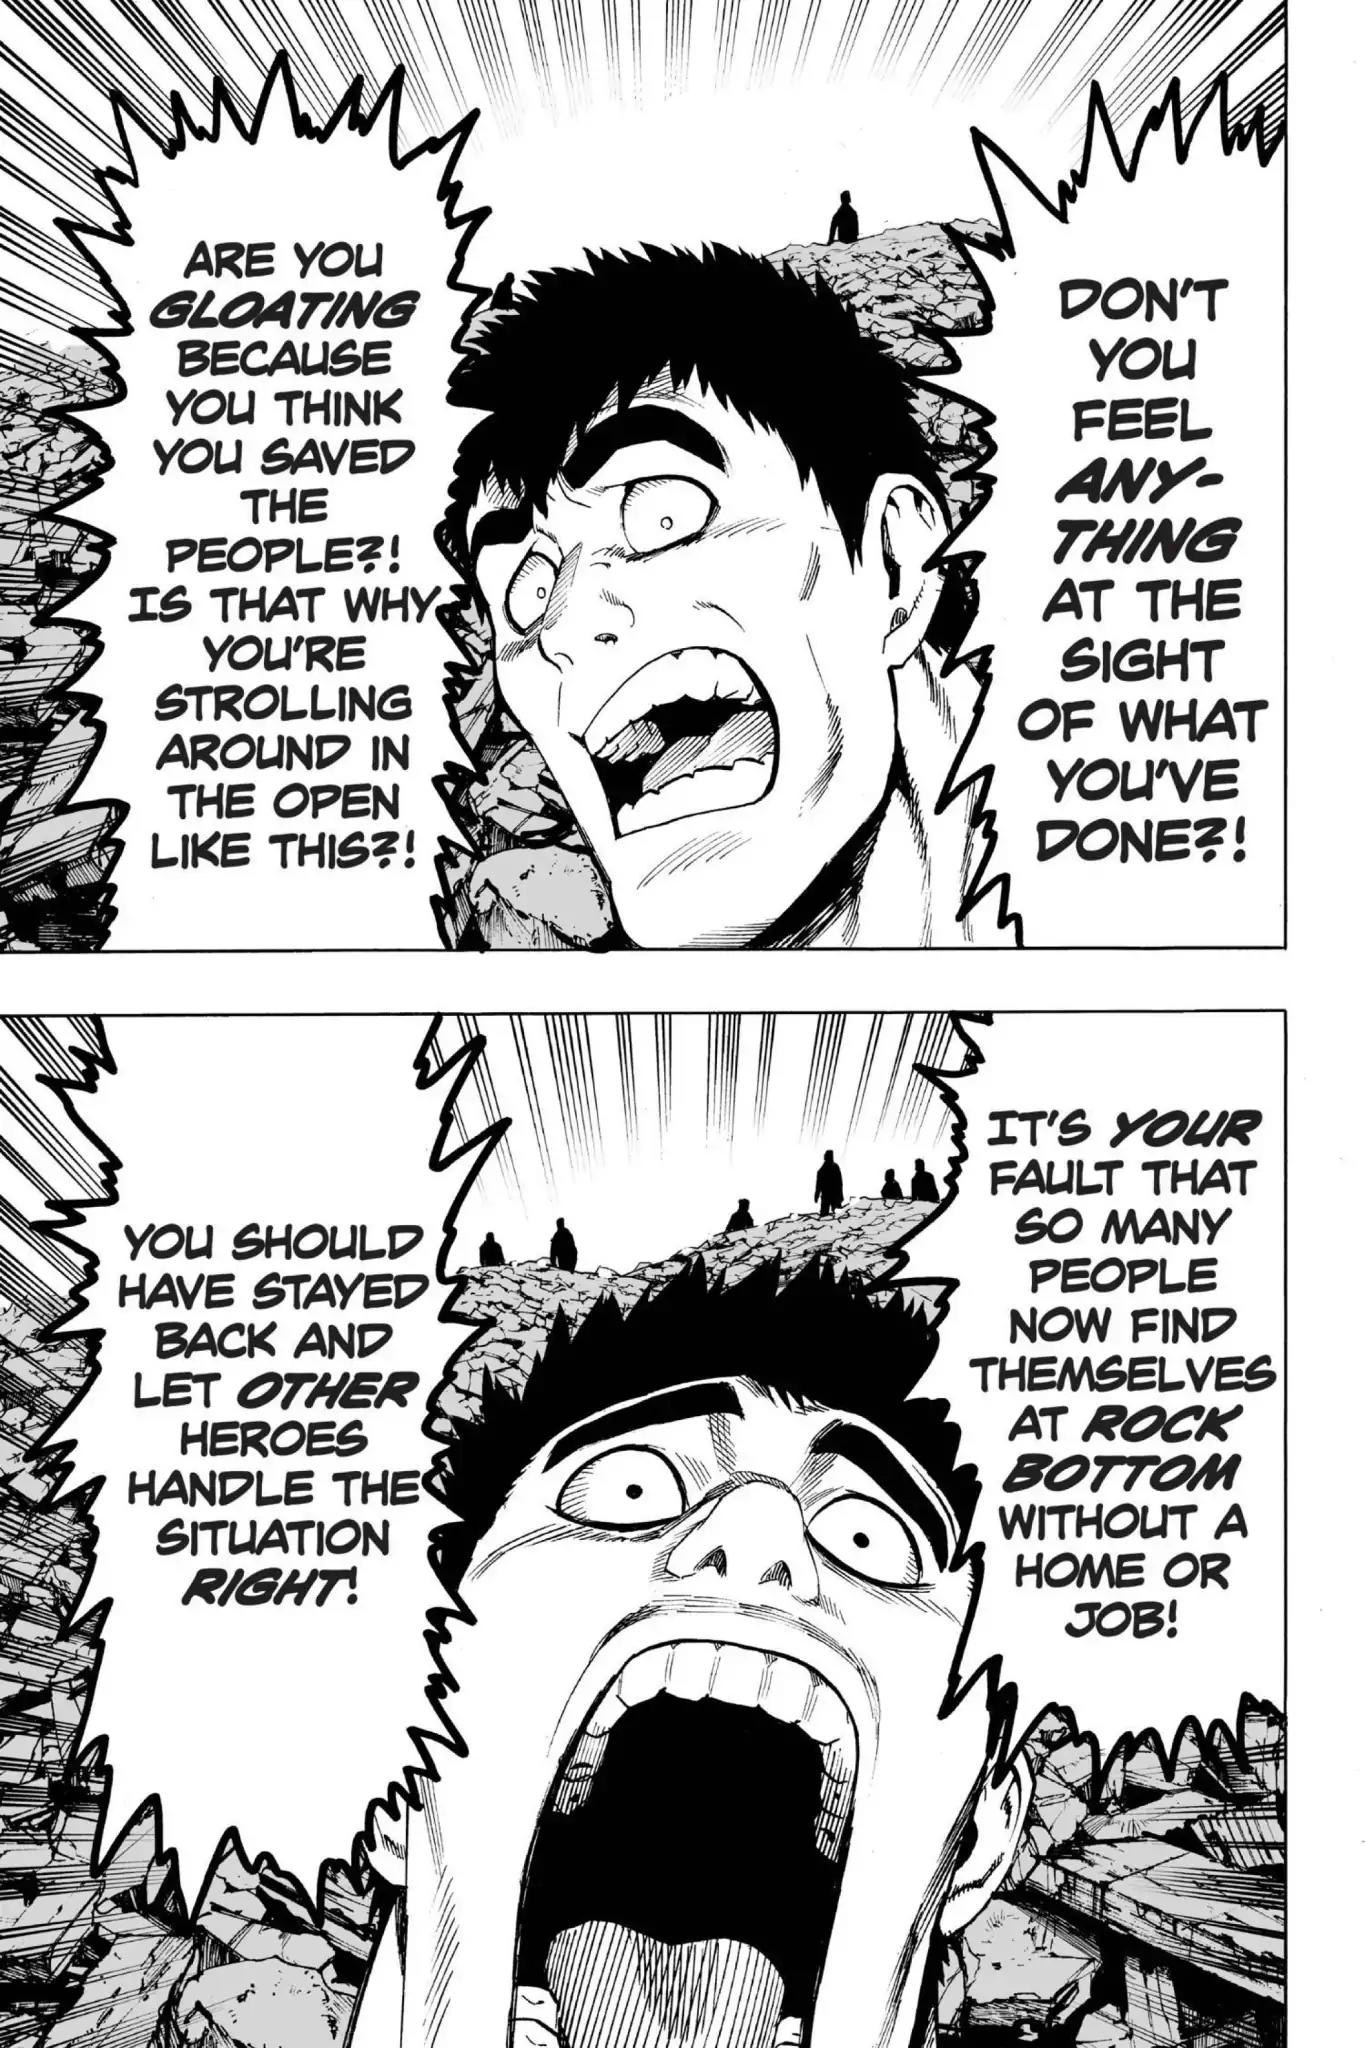 DON'T
YOU
FEEL
ANY-
THING
AT THE
SIGHT
OF WHAT
YOU'VE
DONE?!
ARE YOU
GLOATING
BECAUSE
YOU THINK
YOU SAVED
THE
PEOPLE?!
IS THAT WHY
YOU'RE
STROLLING
AROUND IN
THE OPEN
LIKE THIS?!
IT'S YOUR
FAULT THAT
SO MANY
PEOPLE
NOW FIND
THEMSELVES
AT ROCK
BOTTOM
WITHOUT A
HOME OR
JOB!
YOU SHOULD
HAVE STAYED
BACK AND
LET OTHER
HEROES
HANDLE THE
SITUATION
RIGHT!